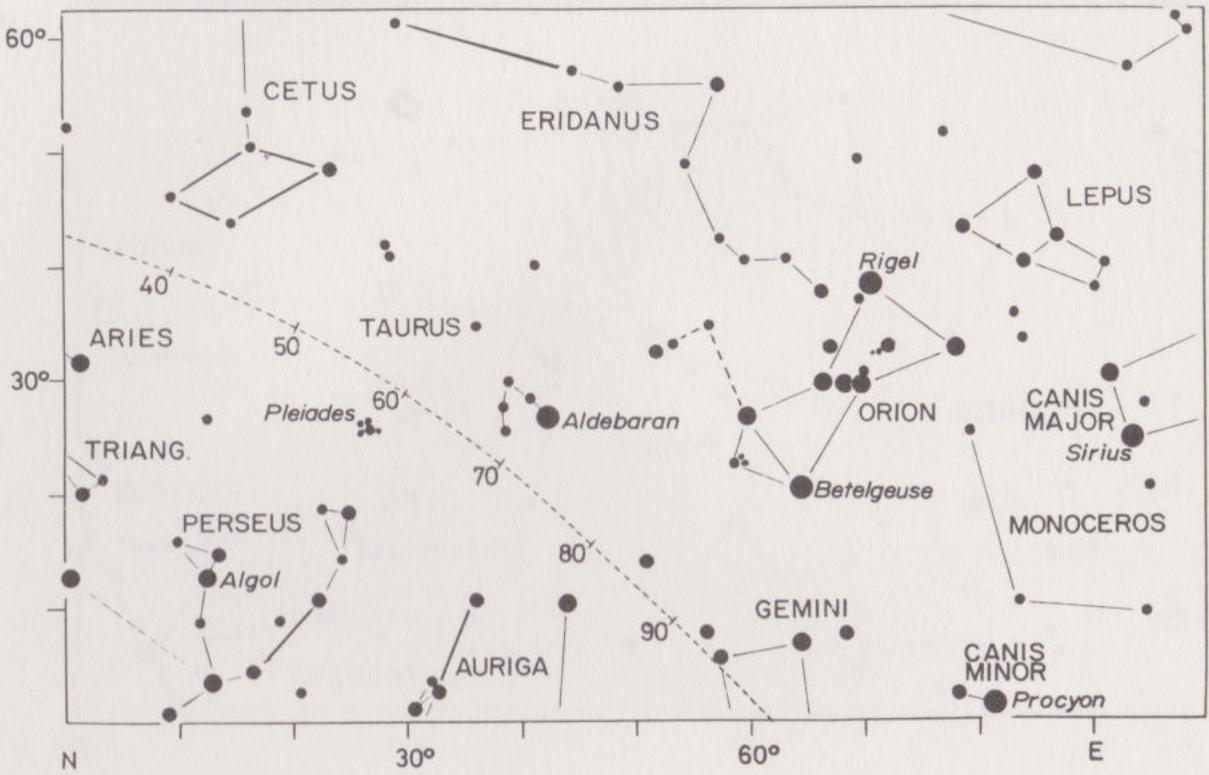 60°
CETUS
ERIDANUS
LEPUS
Rigel
40
ARIES
50
TAURUS
30°
Pleiades
60
Aldebaran
ORION
CANIS
MAJOR
Sirius
TRIANG.
70
Betelgeuse
PERSEUS
MONOCEROS
80
Algol
GEMINI
90
AURIGA
CANIS
MINOR
Procyon
N
30°
60°
E